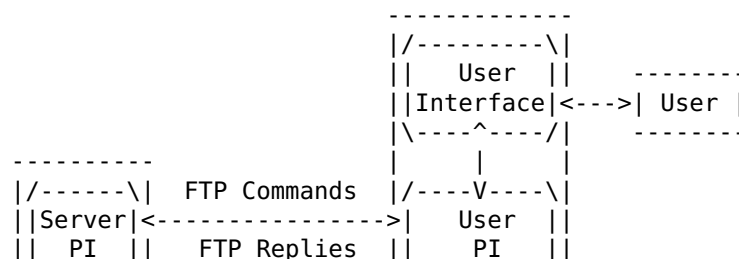 -------------
                            |/---------\|
                            ||   User  ||    --------
                            ||Interface|<--->| User |
                            |\----^----/|    --------
----------                  |     |     |
|/------\|  FTP Commands    |/----V----\|
||Server|<---------------->|   User  ||
||  PI  ||   FTP Replies  ||    PI   ||